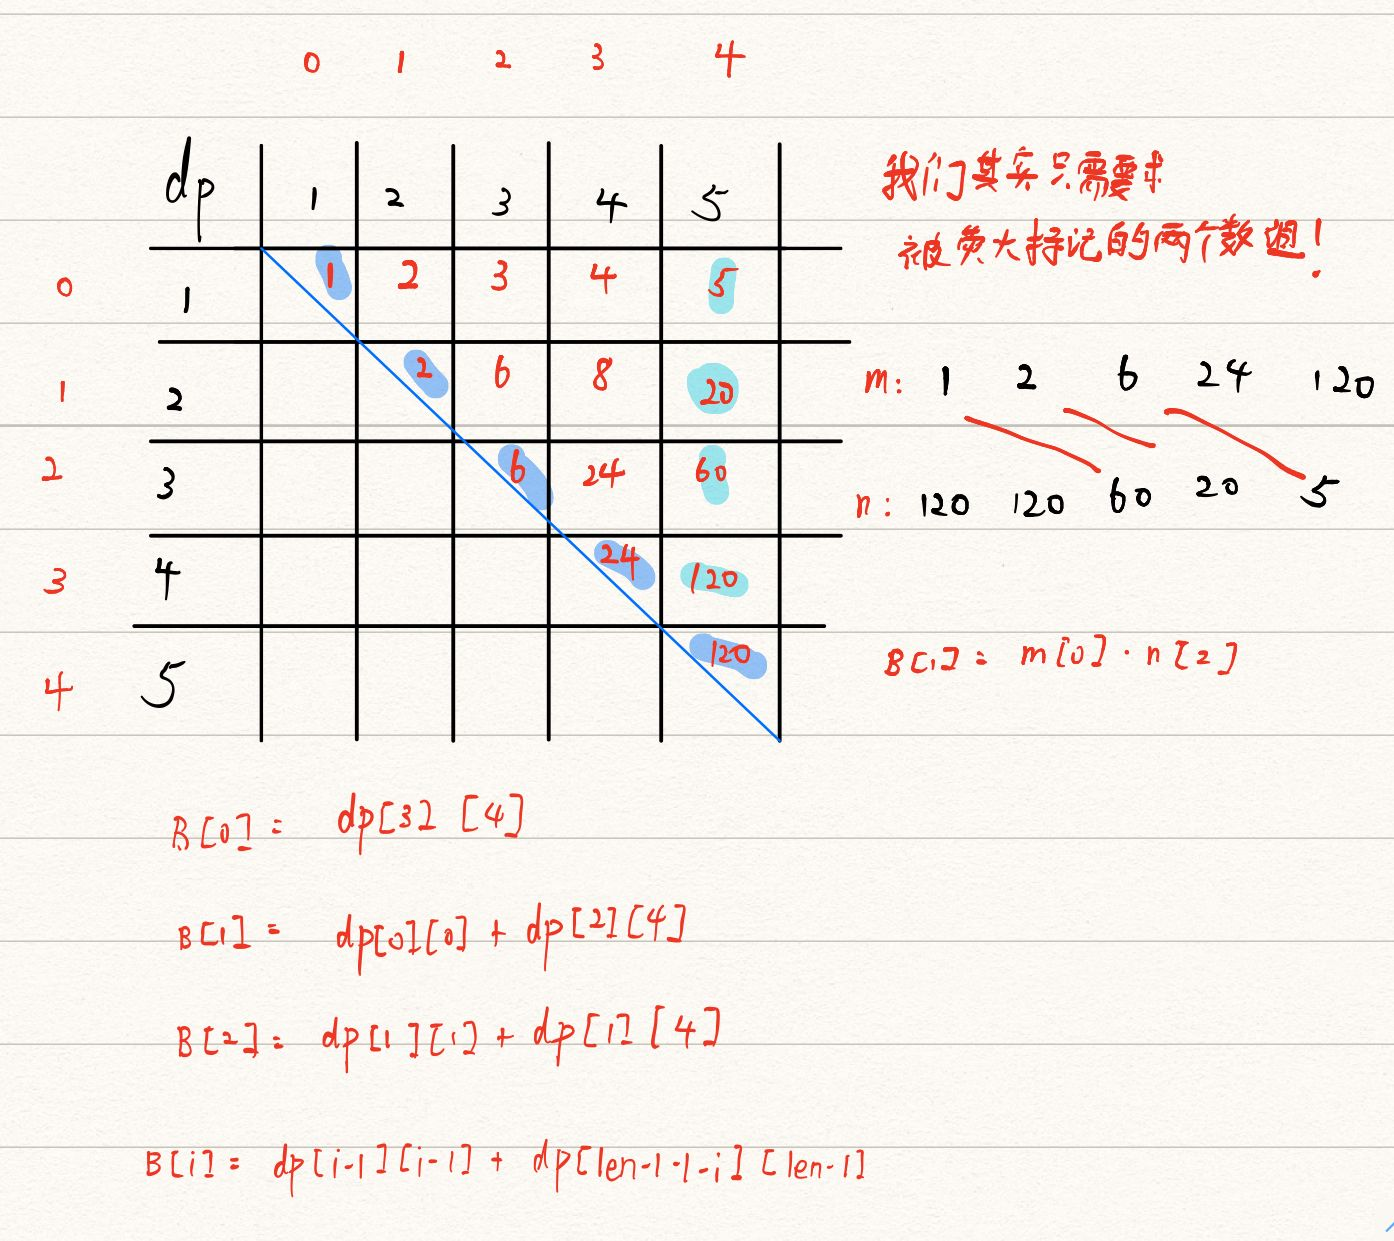 0 1 2 3 4
dp 1 2 3 4 5
0 1 1 2 3 4 5
1 2 2 6 8 20
2 3 6 24 60
3 4 24 120
4 5 120
我们其实只需要求
被 大标记的两个数 !
m: 1 2 6 24 120
n: 120 120 60 20 5
B[1] = m[0] · n[2]
B[0] = dp[3] [4]
B[1] = dp[0][0] + dp[2][4]
B[2] = dp[1][1] + dp[1][4]
B[i] = dp[i-1][i-1] + dp[len-1-1-i][len-1]